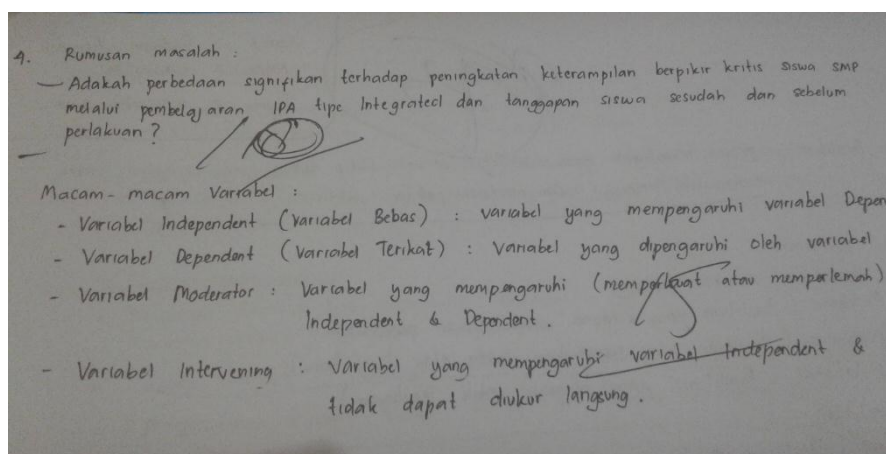 4. Rumusan masalah :
- Adakah perbedaan signifikan terhadap peningkatan keterampilan berpikir kritis siswa SMP
melalui pembelajaran IPA tipe Integrated dan tanggapan siswa sesudah dan sebelum
perlakuan ?
Macam-macam Variabel :
- Variabel Independent (Variabel Bebas) : variabel yang mempengaruhi variabel Depen
- Variabel Dependent (Variabel Terikat) : Variabel yang dipengaruhi oleh variabel
- Variabel Moderator : Variabel yang mempengaruhi (memperkuat atau memperlemah)
Independent & Dependent.
- Variabel Intervening : Variabel yang mempengaruhi variabel Independent &
tidak dapat diukur langsung.